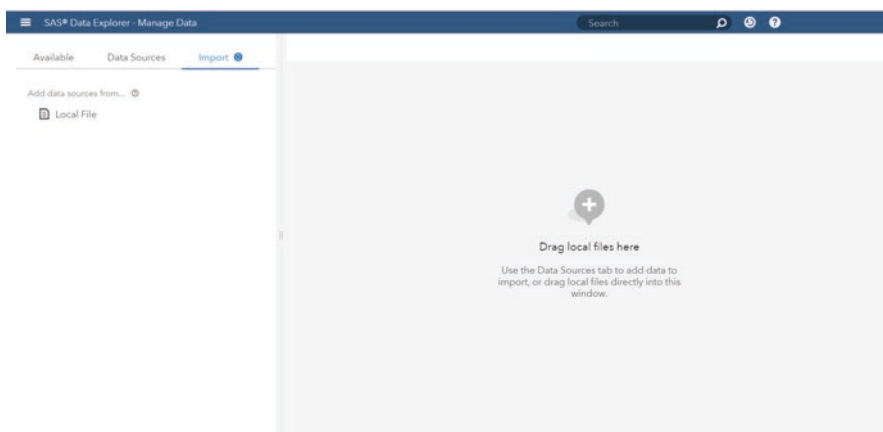 SAS® Data Explorer - Manage Data
Search
Available Data Sources Import
Add data sources from...
Local File
Drag local files here
Use the Data Sources tab to add data to
import, or drag local files directly into this
window.